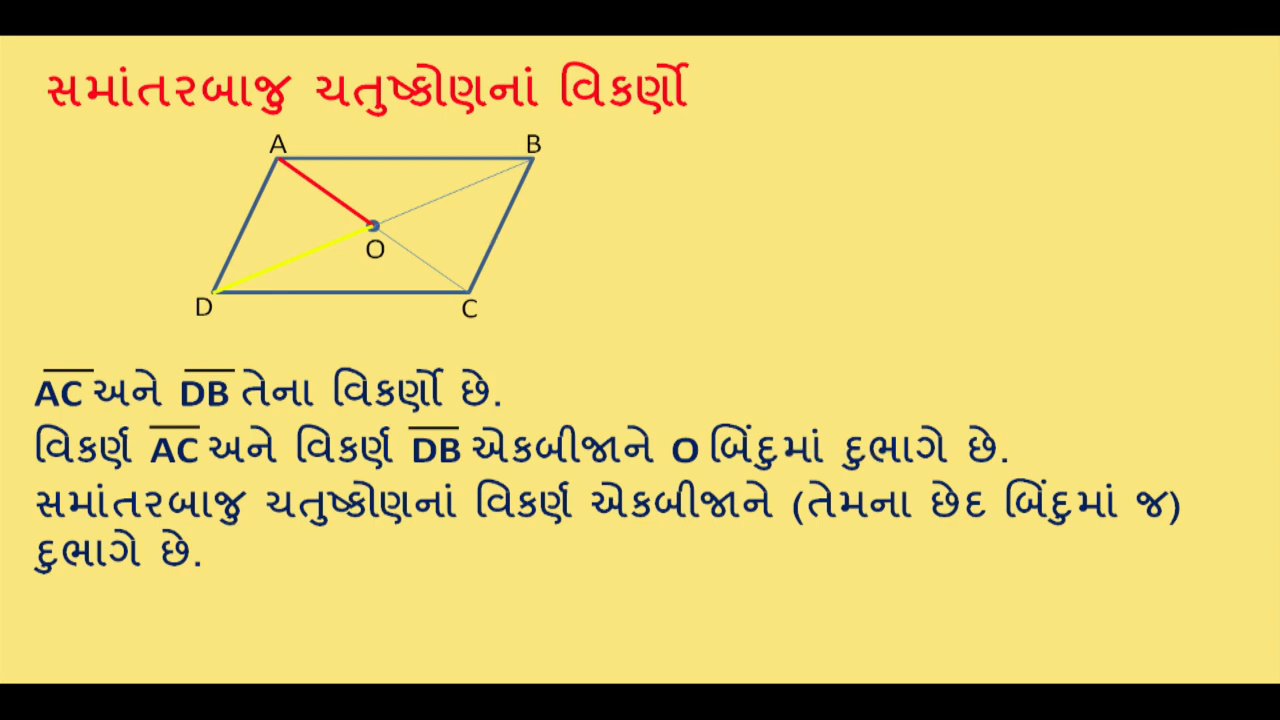 સમાંતરબાજુ ચતુષ્કોણનાં વિકર્ણો
A B
O
D C
AC અને DB તેના વિકર્ણો છે.
વિકર્ણ AC અને વિકર્ણ DB એકબીજાને O બિંદુમાં દુભાગે છે.
સમાંતરબાજુ ચતુષ્કોણનાં વિકર્ણ એકબીજાને (તેમના છેદ બિંદુમાં જ)
દુભાગે છે.